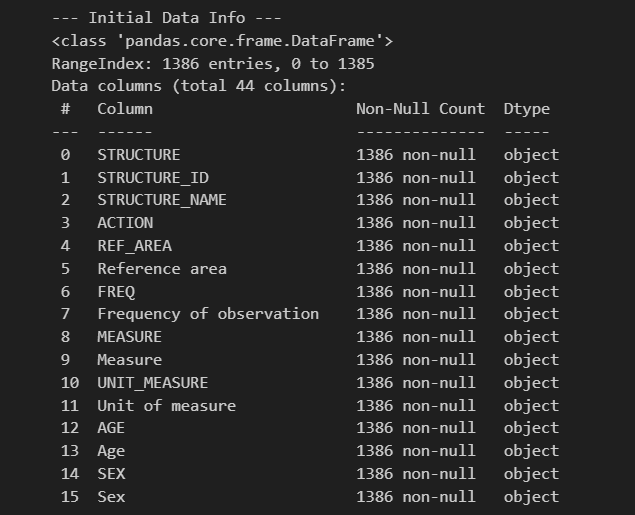 --- Initial Data Info ---
<class 'pandas.core.frame.DataFrame'>
RangeIndex: 1386 entries, 0 to 1385
Data columns (total 44 columns):
 #   Column                       Non-Null Count  Dtype
---  ------                       --------------  -----
 0   STRUCTURE                    1386 non-null   object
 1   STRUCTURE_ID                 1386 non-null   object
 2   STRUCTURE_NAME               1386 non-null   object
 3   ACTION                       1386 non-null   object
 4   REF_AREA                     1386 non-null   object
 5   Reference area               1386 non-null   object
 6   FREQ                         1386 non-null   object
 7   Frequency of observation     1386 non-null   object
 8   MEASURE                      1386 non-null   object
 9   Measure                      1386 non-null   object
 10  UNIT_MEASURE                 1386 non-null   object
 11  Unit of measure              1386 non-null   object
 12  AGE                          1386 non-null   object
 13  Age                          1386 non-null   object
 14  SEX                          1386 non-null   object
 15  Sex                          1386 non-null   object